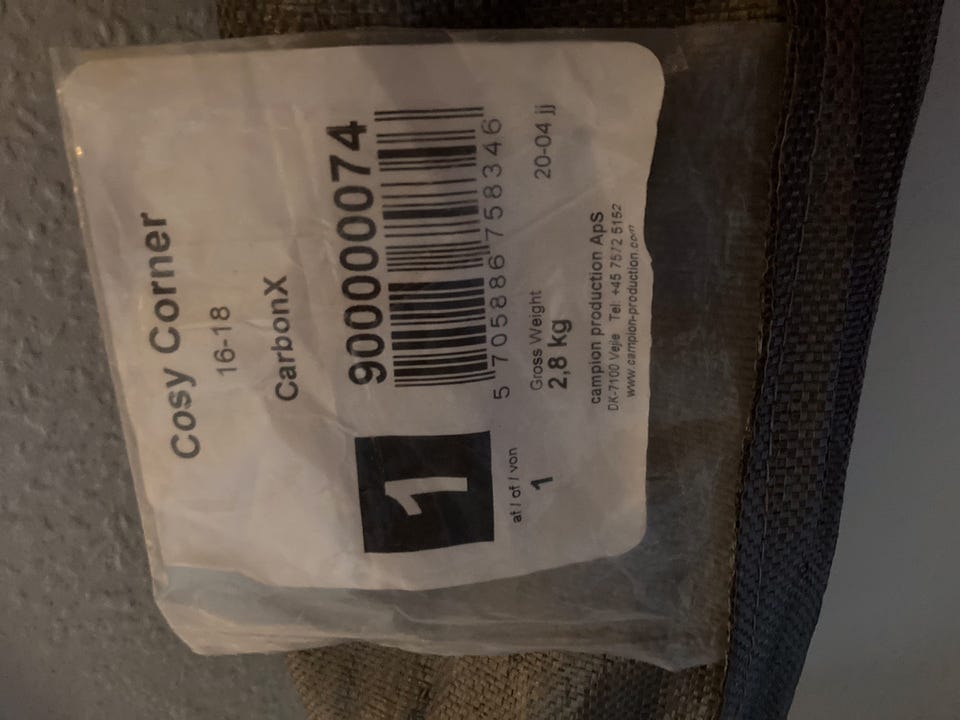 Cosy Corner
16-18
CarbonX
9000000074
1
5 705886 758346
af / of / von
1
Gross Weight
2,8 kg
20-04 jj
campion production ApS
DK-7100 Vejle Tel: +45 7572 5152
www.campion-production.com